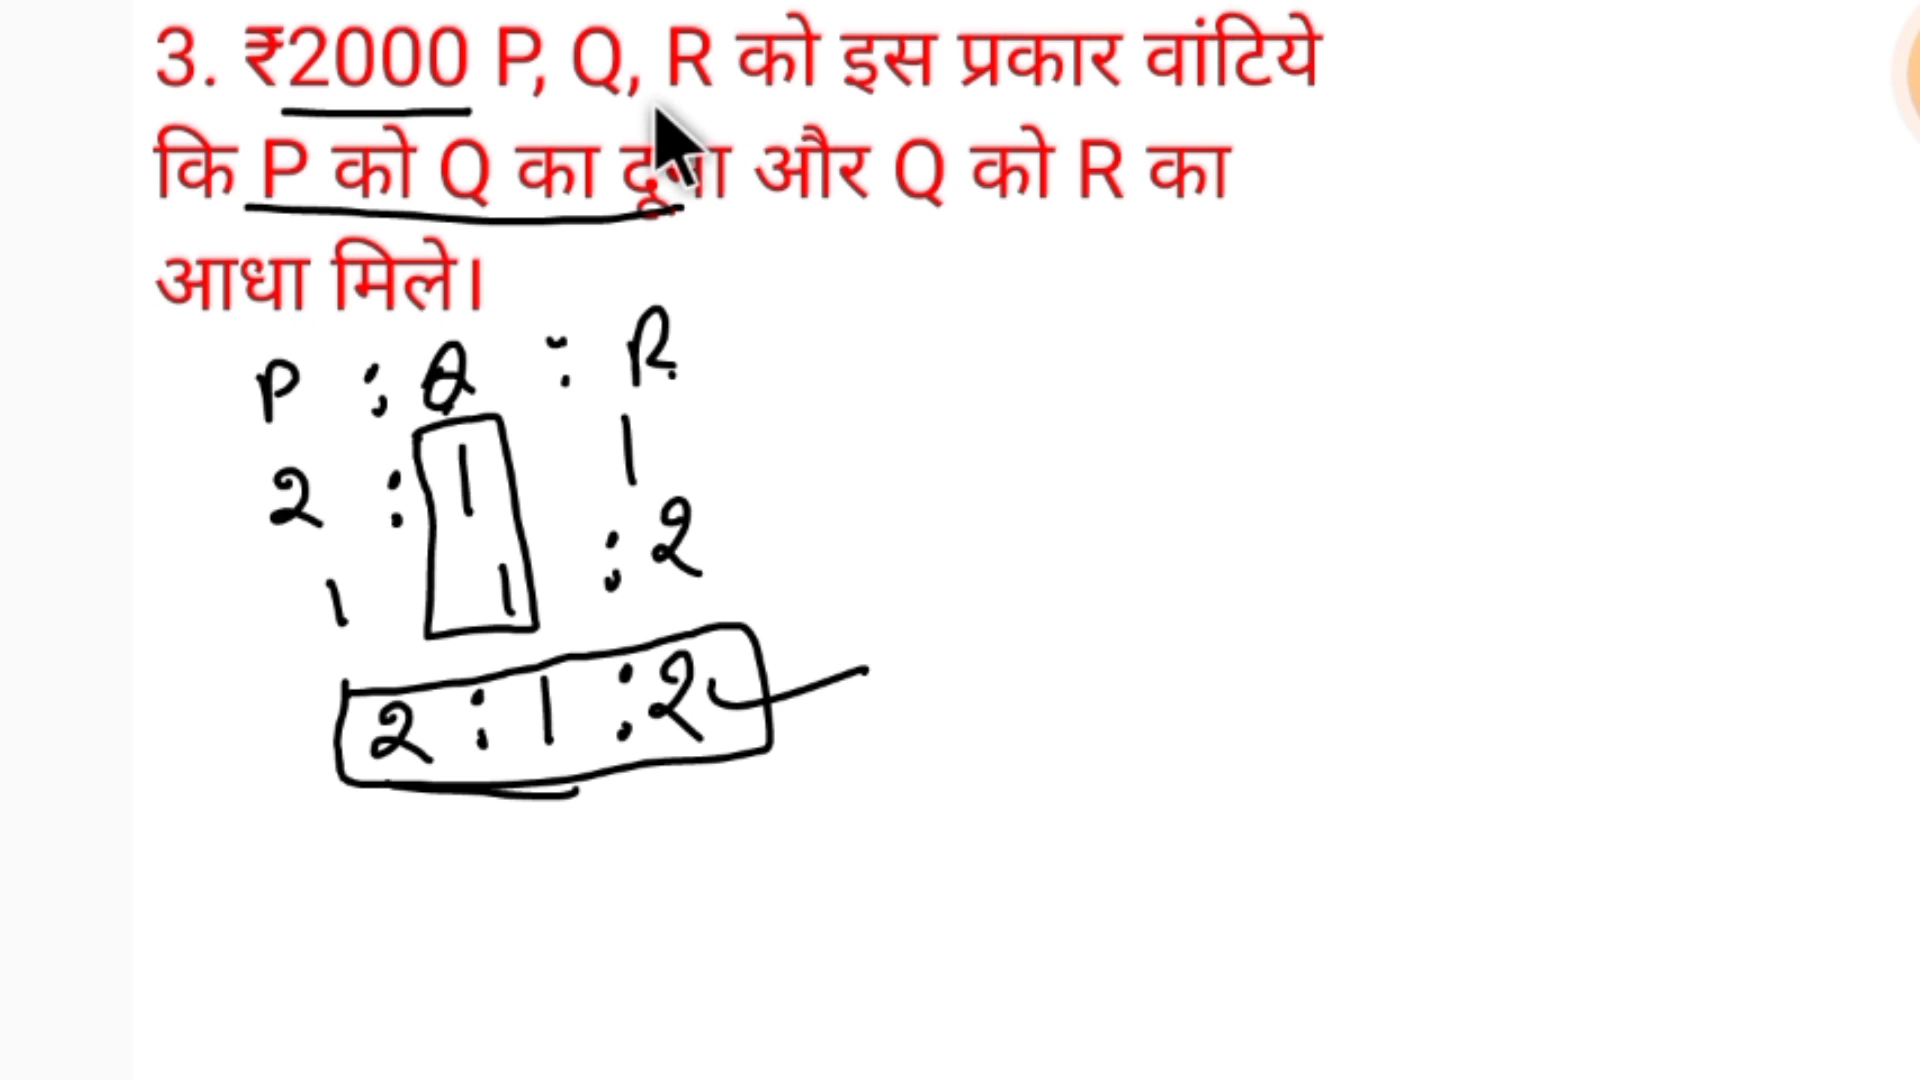 3. ₹2000 P, Q, R को इस प्रकार वांटिये
कि P को Q का दूना और Q को R का
आधा मिले।
P : Q : R
2 : 1 1
1 1 : 2
2 : 1 : 2